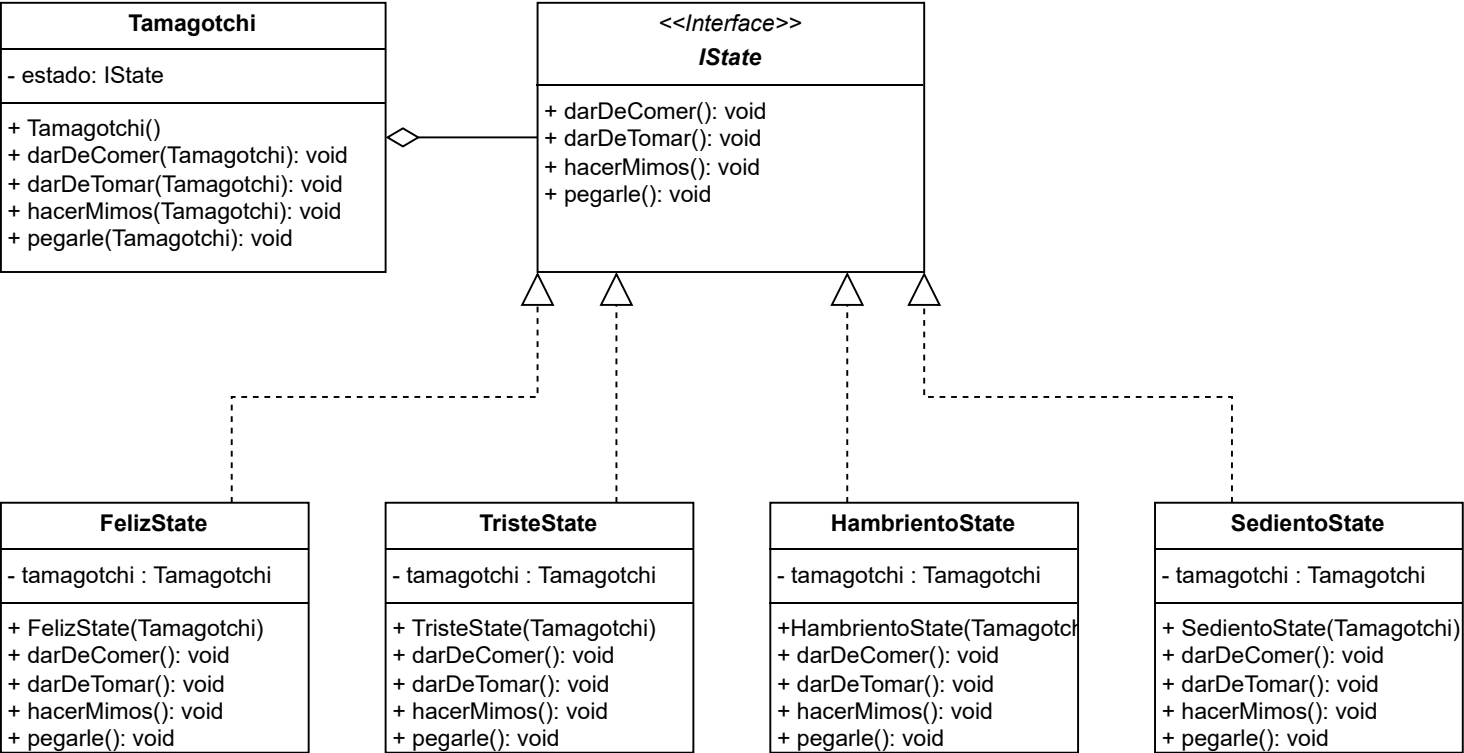 Tamagotchi
- estado: IState
+ Tamagotchi()
+ darDeComer(Tamagotchi): void
+ darDeTomar(Tamagotchi): void
+ hacerMimos(Tamagotchi): void
+ pegarle(Tamagotchi): void
<<Interface>>
IState
+ darDeComer(): void
+ darDeTomar(): void
+ hacerMimos(): void
+ pegarle(): void
FelizState
- tamagotchi : Tamagotchi
+ FelizState(Tamagotchi)
+ darDeComer(): void
+ darDeTomar(): void
+ hacerMimos(): void
+ pegarle(): void
TristeState
- tamagotchi : Tamagotchi
+ TristeState(Tamagotchi)
+ darDeComer(): void
+ darDeTomar(): void
+ hacerMimos(): void
+ pegarle(): void
HambrientoState
- tamagotchi : Tamagotchi
+HambrientoState(Tamagotch
+ darDeComer(): void
+ darDeTomar(): void
+ hacerMimos(): void
+ pegarle(): void
SedientoState
- tamagotchi : Tamagotchi
+ SedientoState(Tamagotchi)
+ darDeComer(): void
+ darDeTomar(): void
+ hacerMimos(): void
+ pegarle(): void